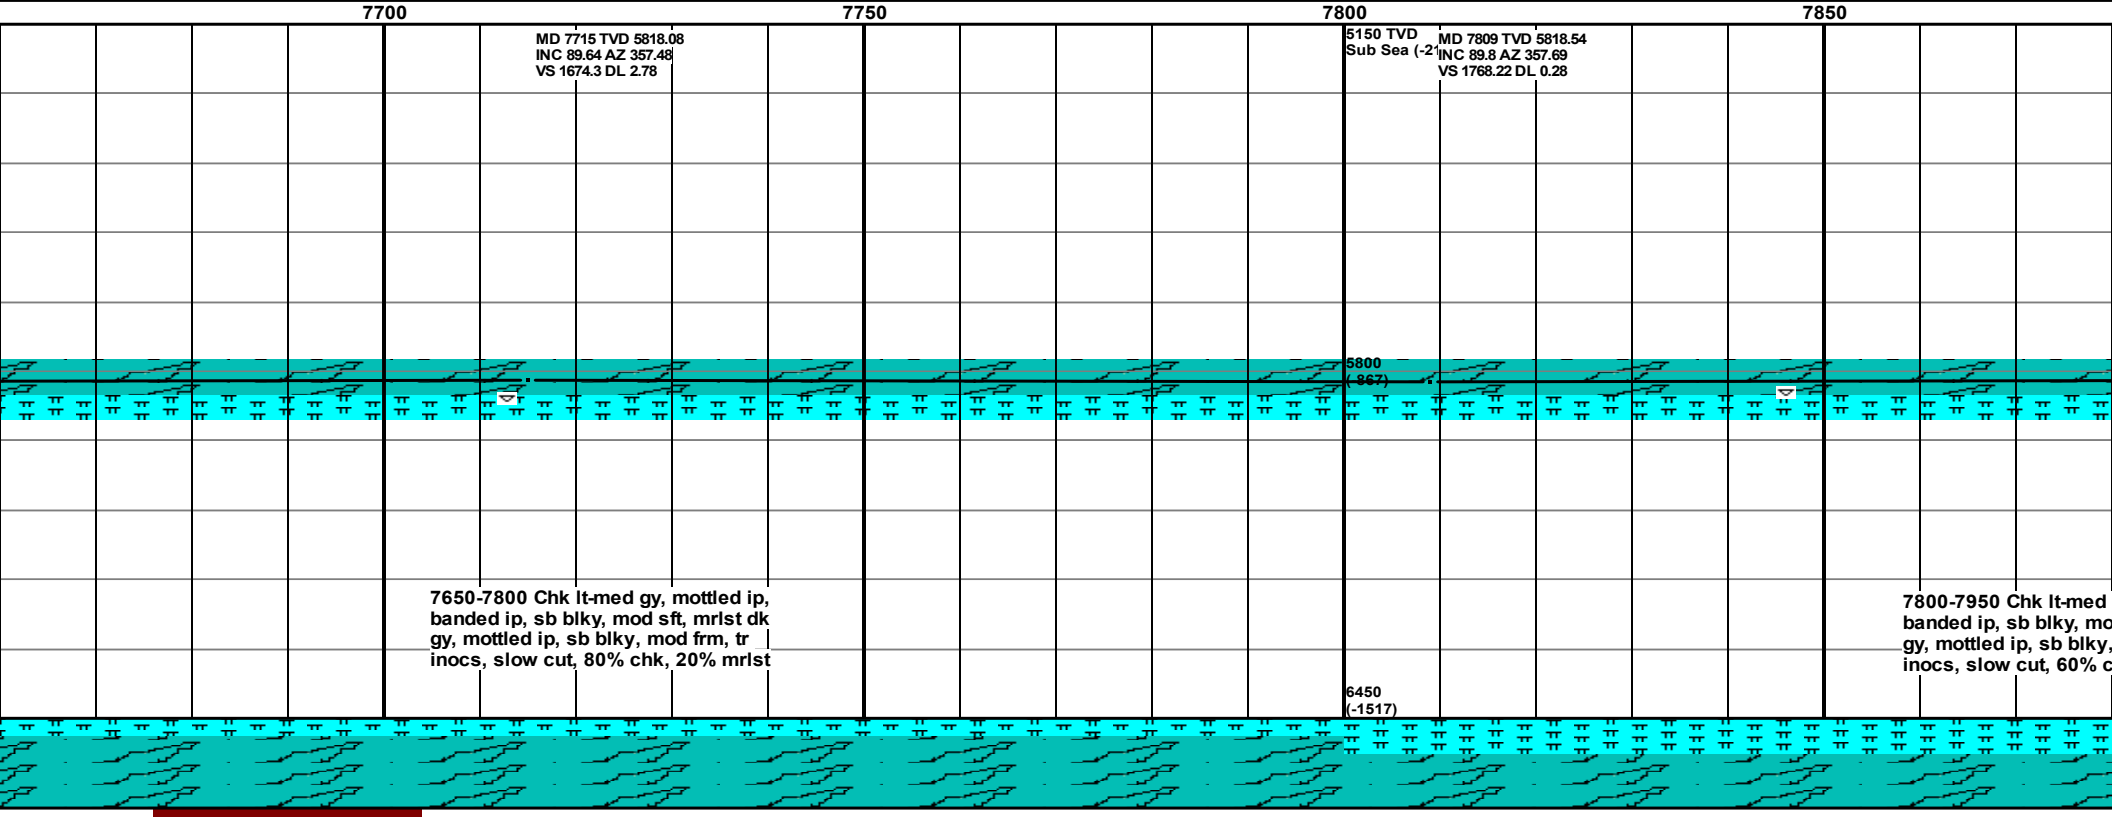 7700
7750
7800
7850
MD 7715 TVD 5818.08
INC 89.64 AZ 357.48
VS 1674.3 DL 2.78
5150 TVD
Sub Sea (-21
MD 7809 TVD 5818.54
INC 89.8 AZ 357.69
VS 1768.22 DL 0.28
5800
(-867)
7650-7800 Chk lt-med gy, mottled ip,
banded ip, sb blky, mod sft, mrlst dk
gy, mottled ip, sb blky, mod frm, tr
inocs, slow cut, 80% chk, 20% mrlst
7800-7950 Chk lt-med
banded ip, sb blky, mo
gy, mottled ip, sb blky,
inocs, slow cut, 60% c
6450
(-1517)